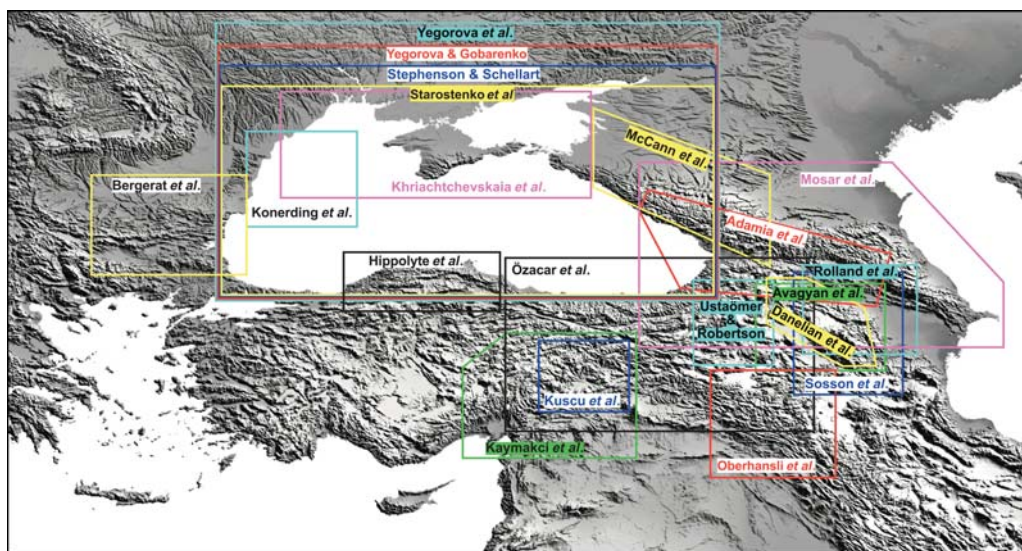 Yegorova et al.
Yegorova & Gobarenko
Stephenson & Schellart
Starostenko et al
McCann et al.
Bergerat et al.
Khriachtchevskaia et al.
Mosar et al.
Konerding et al.
Adamia et al
Hippolyte et al.
Özacar et al.
Rolland et al.
Avagyan et al.
Ustaömer
&
Robertson
Danelian et al.
Sosson et al.
Kuscu et al.
Kaymakci et al.
Oberhansli et al.